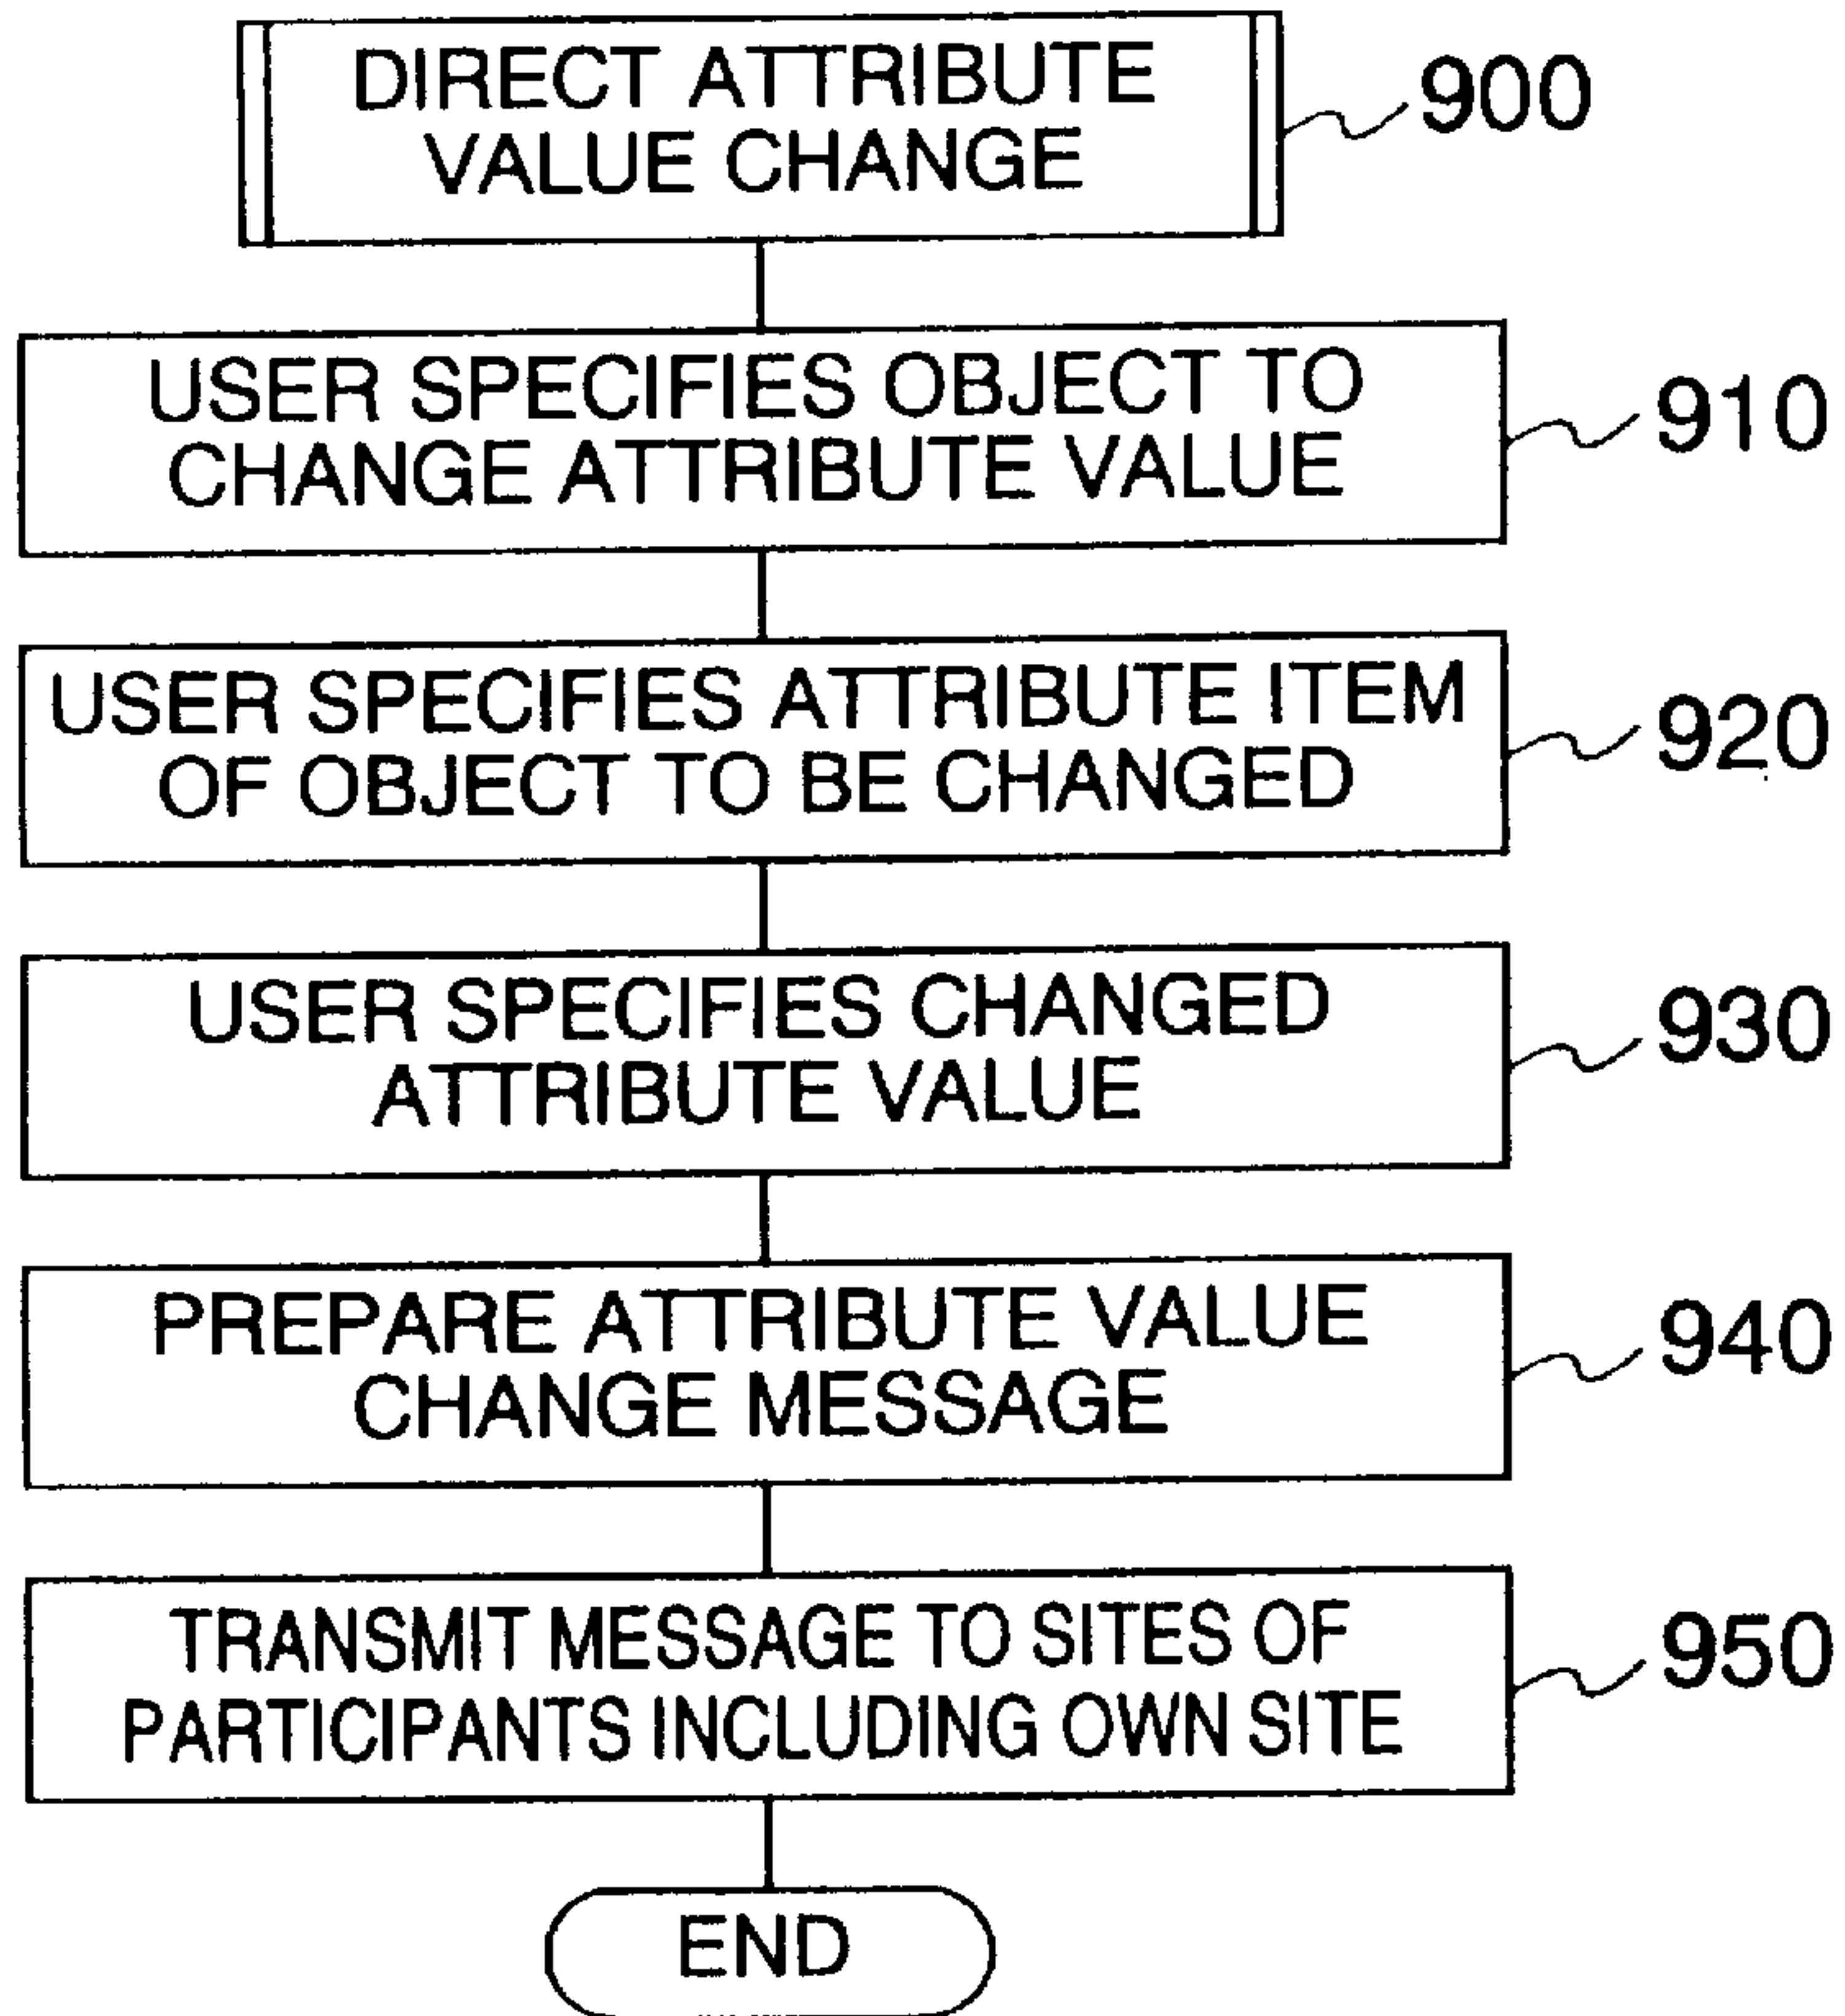 DIRECT ATTRIBUTE
VALUE CHANGE
900
USER SPECIFIES OBJECT TO
CHANGE ATTRIBUTE VALUE
910
USER SPECIFIES ATTRIBUTE ITEM
OF OBJECT TO BE CHANGED
920
USER SPECIFIES CHANGED
ATTRIBUTE VALUE
930
PREPARE ATTRIBUTE VALUE
CHANGE MESSAGE
940
TRANSMIT MESSAGE TO SITES OF
PARTICIPANTS INCLUDING OWN SITE
950
END